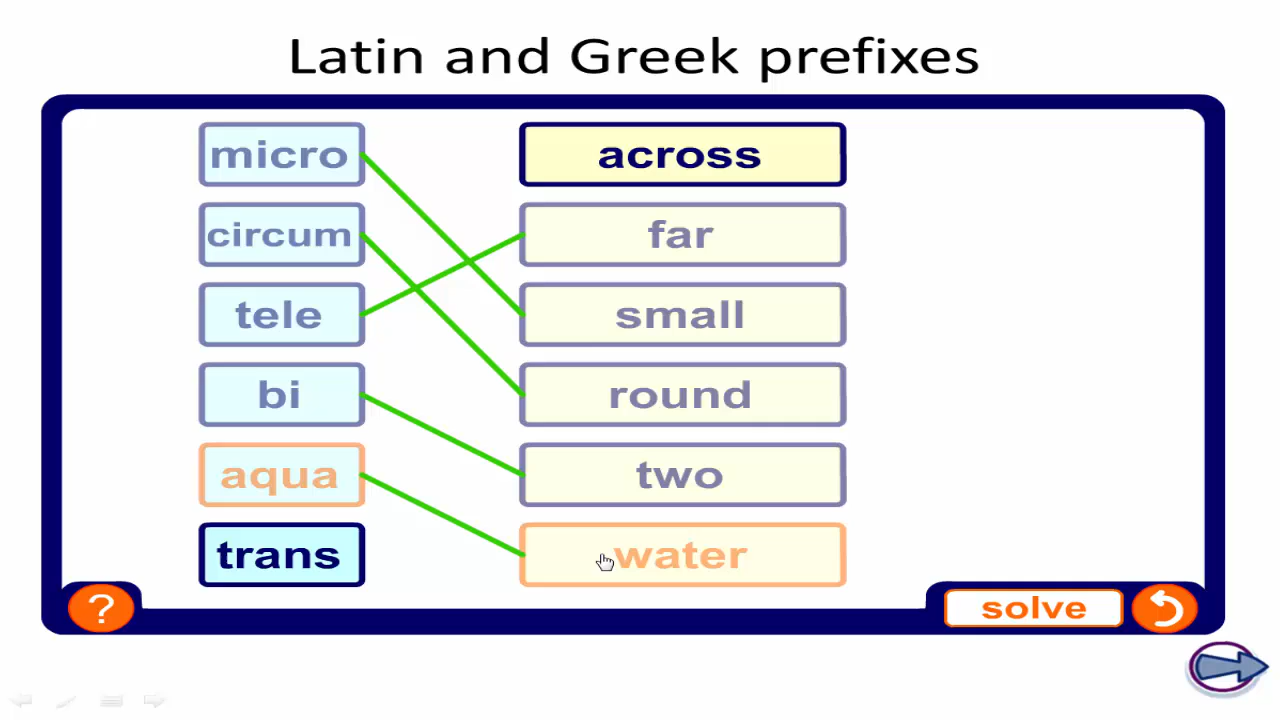 Latin and Greek prefixes
micro
across
circum
far
tele
small
bi
round
aqua
two
trans
water
?
solve